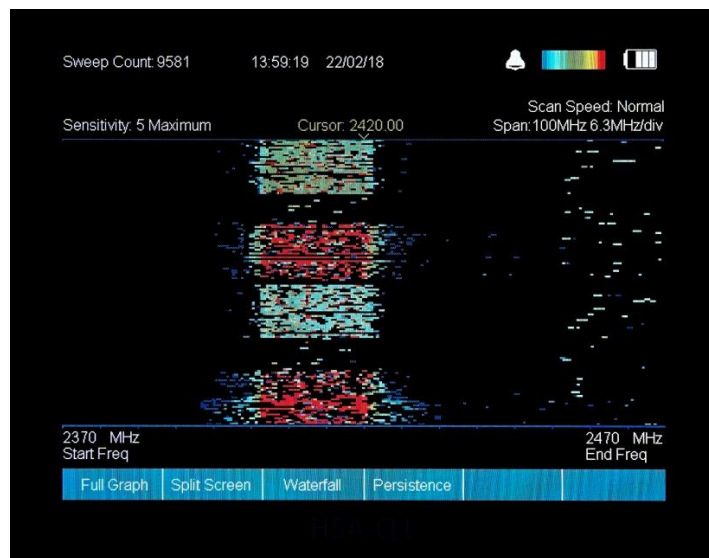 Sweep Count: 9581 13:59:19 22/02/18
Scan Speed: Normal
Sensitivity: 5 Maximum Cursor: 2420.00 Span:100MHz 6.3MHz/div
2370 MHz 2470 MHz
Start Freq End Freq
Full Graph Split Screen Waterfall Persistence